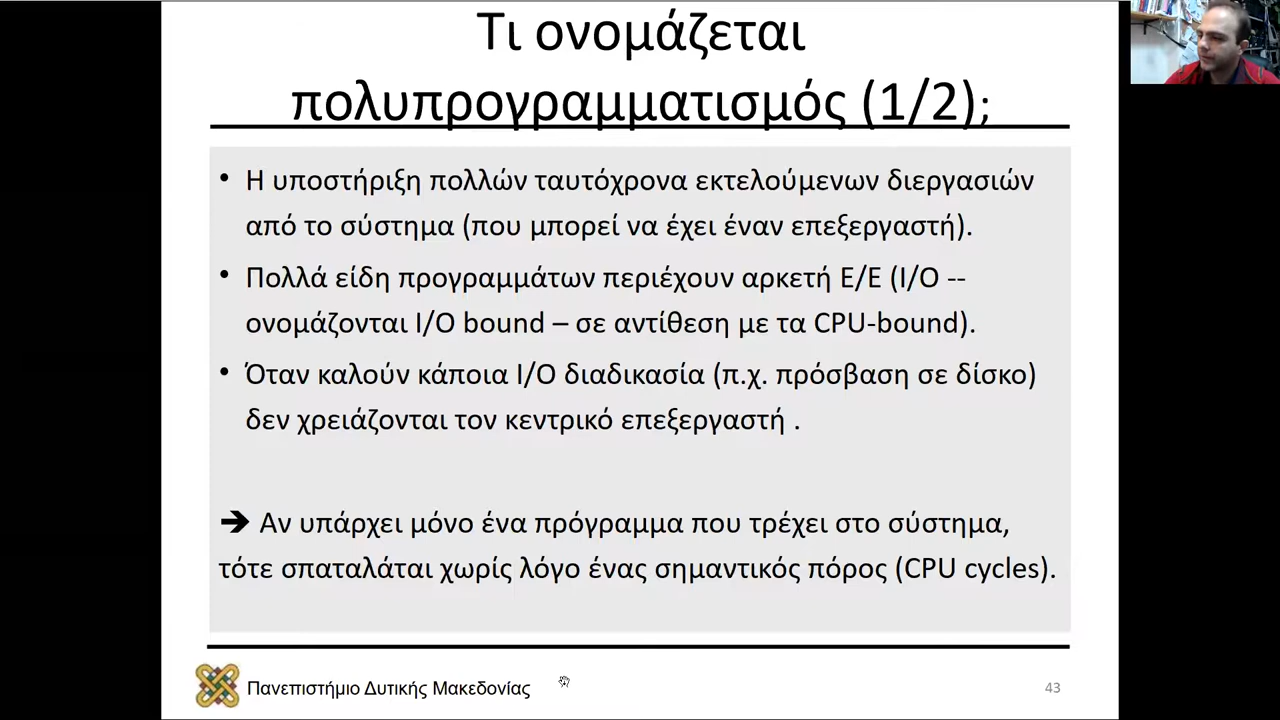 Τι ονομάζεται
πολυπρογραμματισμός (1/2);
• Η υποστήριξη πολλών ταυτόχρονα εκτελούμενων διεργασιών
από το σύστημα (που μπορεί να έχει έναν επεξεργαστή).
• Πολλά είδη προγραμμάτων περιέχουν αρκετή Ε/Ε (I/O --
ονομάζονται I/O bound – σε αντίθεση με τα CPU-bound).
• Όταν καλούν κάποια I/O διαδικασία (π.χ. πρόσβαση σε δίσκο)
δεν χρειάζονται τον κεντρικό επεξεργαστή .
➔ Αν υπάρχει μόνο ένα πρόγραμμα που τρέχει στο σύστημα,
τότε σπαταλάται χωρίς λόγο ένας σημαντικός πόρος (CPU cycles).
Πανεπιστήμιο Δυτικής Μακεδονίας
43